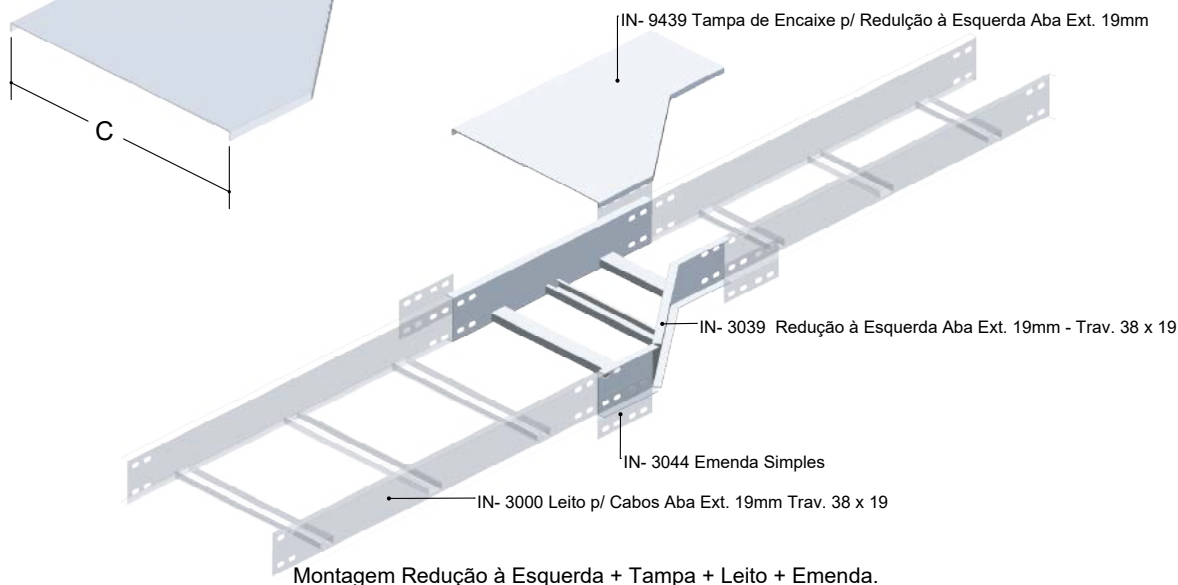 IN- 9439 Tampa de Encaixe p/ Redulção à Esquerda Aba Ext. 19mm
C
IN- 3039 Redução à Esquerda Aba Ext. 19mm - Trav. 38 x 19
IN- 3044 Emenda Simples
IN- 3000 Leito p/ Cabos Aba Ext. 19mm Trav. 38 x 19
Montagem Redução à Esquerda + Tampa + Leito + Emenda.